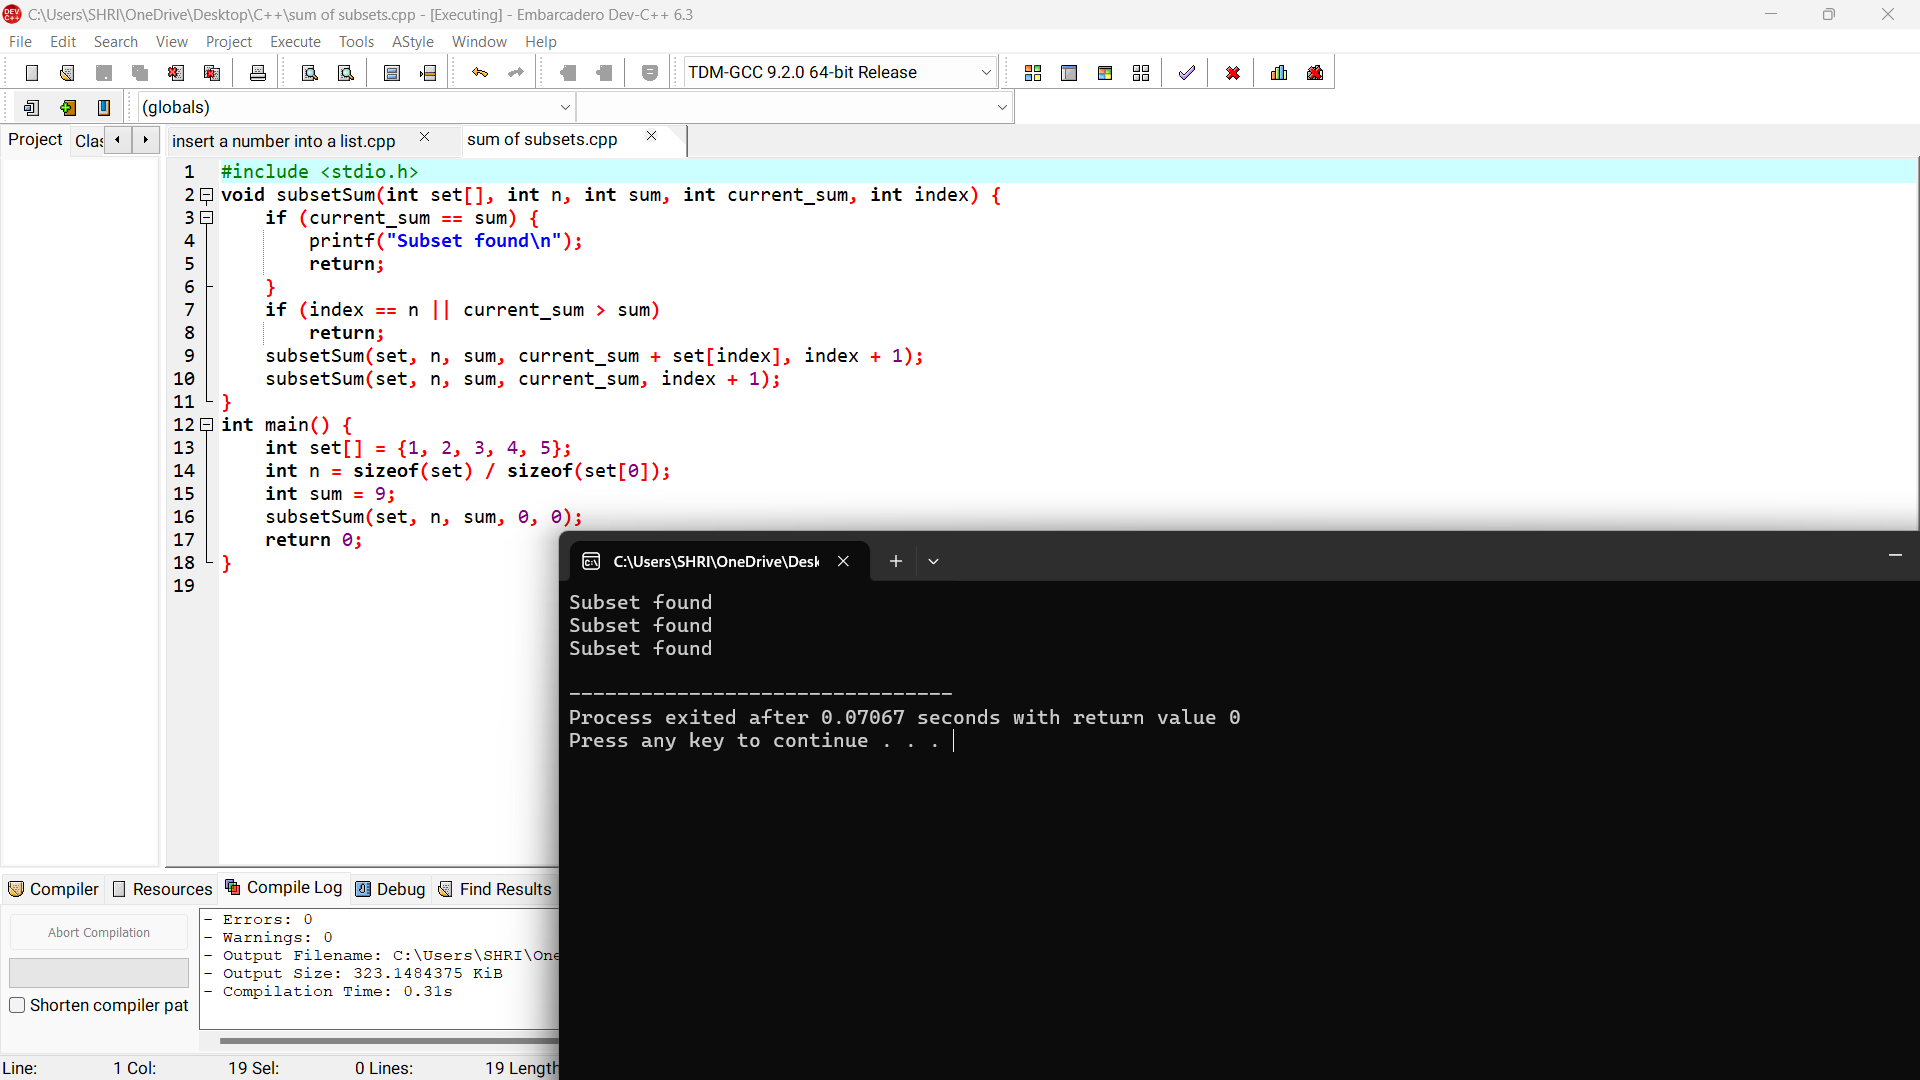 C:\Users\SHRI\OneDrive\Desktop\C++\sum of subsets.cpp - [Executing] - Embarcadero Dev-C++ 6.3
File Edit Search View Project Execute Tools AStyle Window Help
TDM-GCC 9.2.0 64-bit Release
(globals)
Project Clas insert a number into a list.cpp sum of subsets.cpp
1 #include <stdio.h>
2 void subsetSum(int set[], int n, int sum, int current_sum, int index) {
3 if (current_sum == sum) {
4 printf("Subset found\n");
5 return;
6 }
7 if (index == n || current_sum > sum)
8 return;
9 subsetSum(set, n, sum, current_sum + set[index], index + 1);
10 subsetSum(set, n, sum, current_sum, index + 1);
11 }
12 int main() {
13 int set[] = {1, 2, 3, 4, 5};
14 int n = sizeof(set) / sizeof(set[0]);
15 int sum = 9;
16 subsetSum(set, n, sum, 0, 0);
17 return 0;
18 }
19
C:\Users\SHRI\OneDrive\Desk
Subset found
Subset found
Subset found
--------------------------------
Process exited after 0.07067 seconds with return value 0
Press any key to continue . . .
Compiler Resources Compile Log Debug Find Results
Abort Compilation
Shorten compiler pat
- Errors: 0
- Warnings: 0
- Output Filename: C:\Users\SHRI\One
- Output Size: 323.1484375 KiB
- Compilation Time: 0.31s
Line: 1 Col: 19 Sel: 0 Lines: 19 Length